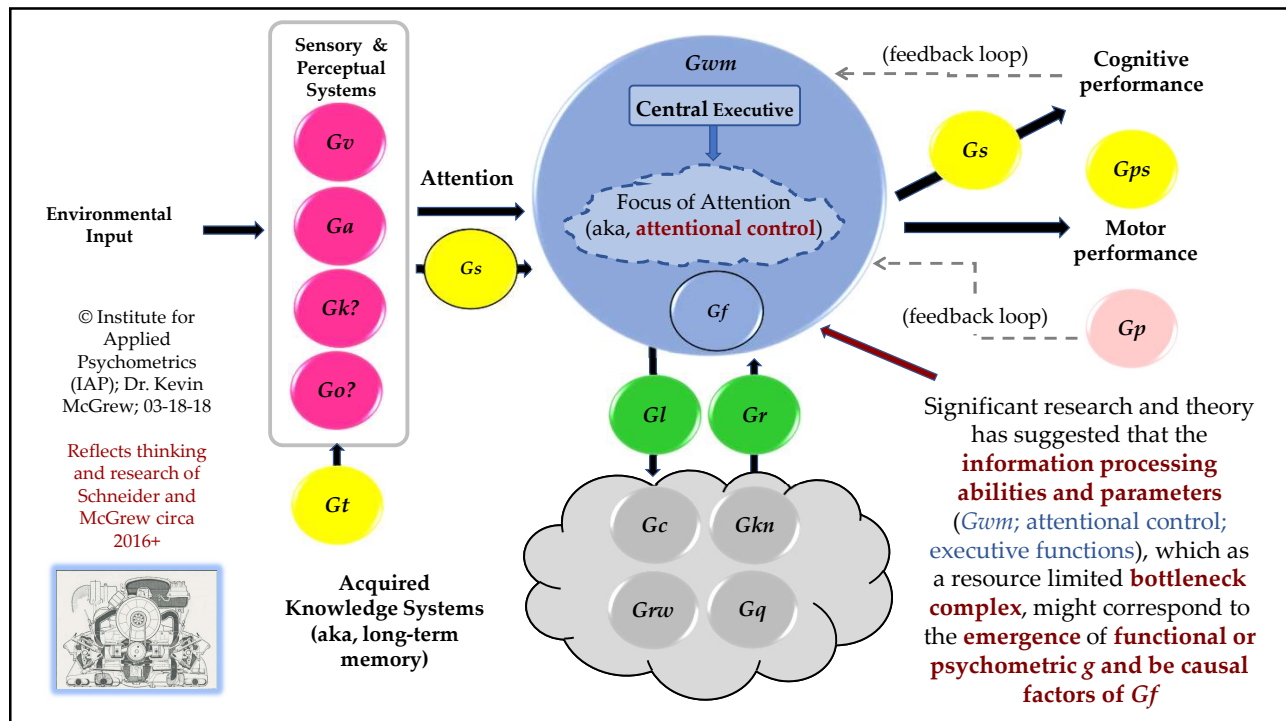 Sensory &
Perceptual
Systems
Gv
Ga
Gk?
Go?
Gt
Environmental
Input
© Institute for
Applied
Psychometrics
(IAP); Dr. Kevin
McGrew; 03-18-18
Reflects thinking
and research of
Schneider and
McGrew circa
2016+
Attention
Gs
Gwm
Central Executive
Focus of Attention
(aka, attentional control)
Gf
Gl
Gr
Acquired
Knowledge Systems
(aka, long-term
memory)
Gc
Gkn
Grw
Gq
(feedback loop)
Cognitive
performance
Gs
Gps
Motor
performance
(feedback loop)
Gp
Significant research and theory
has suggested that the
information processing
abilities and parameters
(Gwm; attentional control;
executive functions), which as
a resource limited bottleneck
complex, might correspond to
the emergence of functional or
psychometric g and be causal
factors of Gf